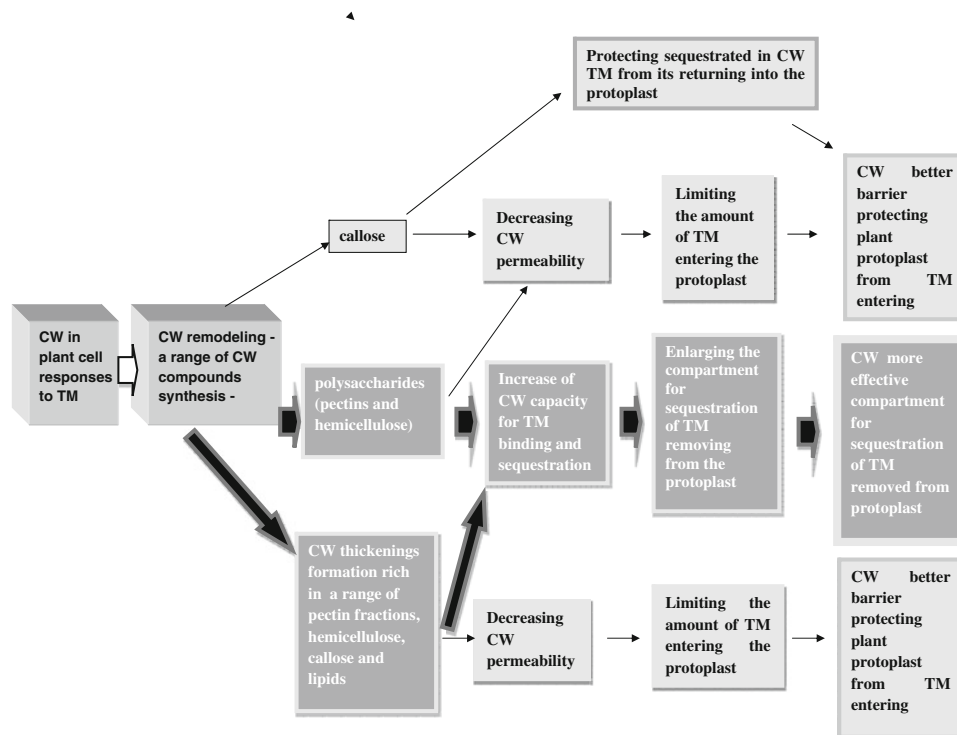 Protecting sequestrated in CW
TM from its returning into the
protoplast
CW better
barrier
protecting
plant
protoplast
from TM
entering
Limiting
the amount
of TM
entering the
protoplast
Decreasing
CW
permeability
callose
CW in
plant cell
responses
to TM
CW remodeling -
a range of CW
compounds
synthesis -
polysaccharides
(pectins and
hemicellulose)
Increase of
CW capacity
for TM
binding and
sequestration
Enlarging the
compartment
for
sequestration
of TM
removing
from the
protoplast
CW more
effective
compartment
for
sequestration
of TM
removed from
protoplast
CW thickenings
formation rich
in a range of
pectin fractions,
hemicellulose,
callose and
lipids
Decreasing
CW
permeability
Limiting the
amount of TM
entering the
protoplast
CW better
barrier
protecting
plant
protoplast
from TM
entering